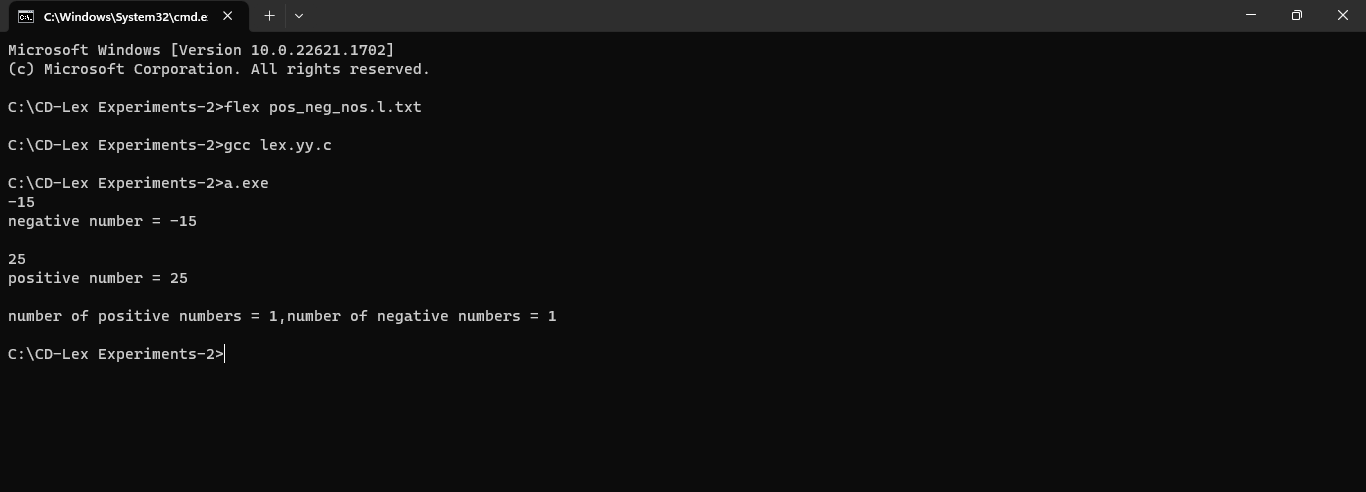 C:\Windows\System32\cmd.e
Microsoft Windows [Version 10.0.22621.1702]
(c) Microsoft Corporation. All rights reserved.
C:\CD-Lex Experiments-2>flex pos_neg_nos.l.txt
C:\CD-Lex Experiments-2>gcc lex.yy.c
C:\CD-Lex Experiments-2>a.exe
-15
negative number = -15
25
positive number = 25
number of positive numbers = 1,number of negative numbers = 1
C:\CD-Lex Experiments-2>